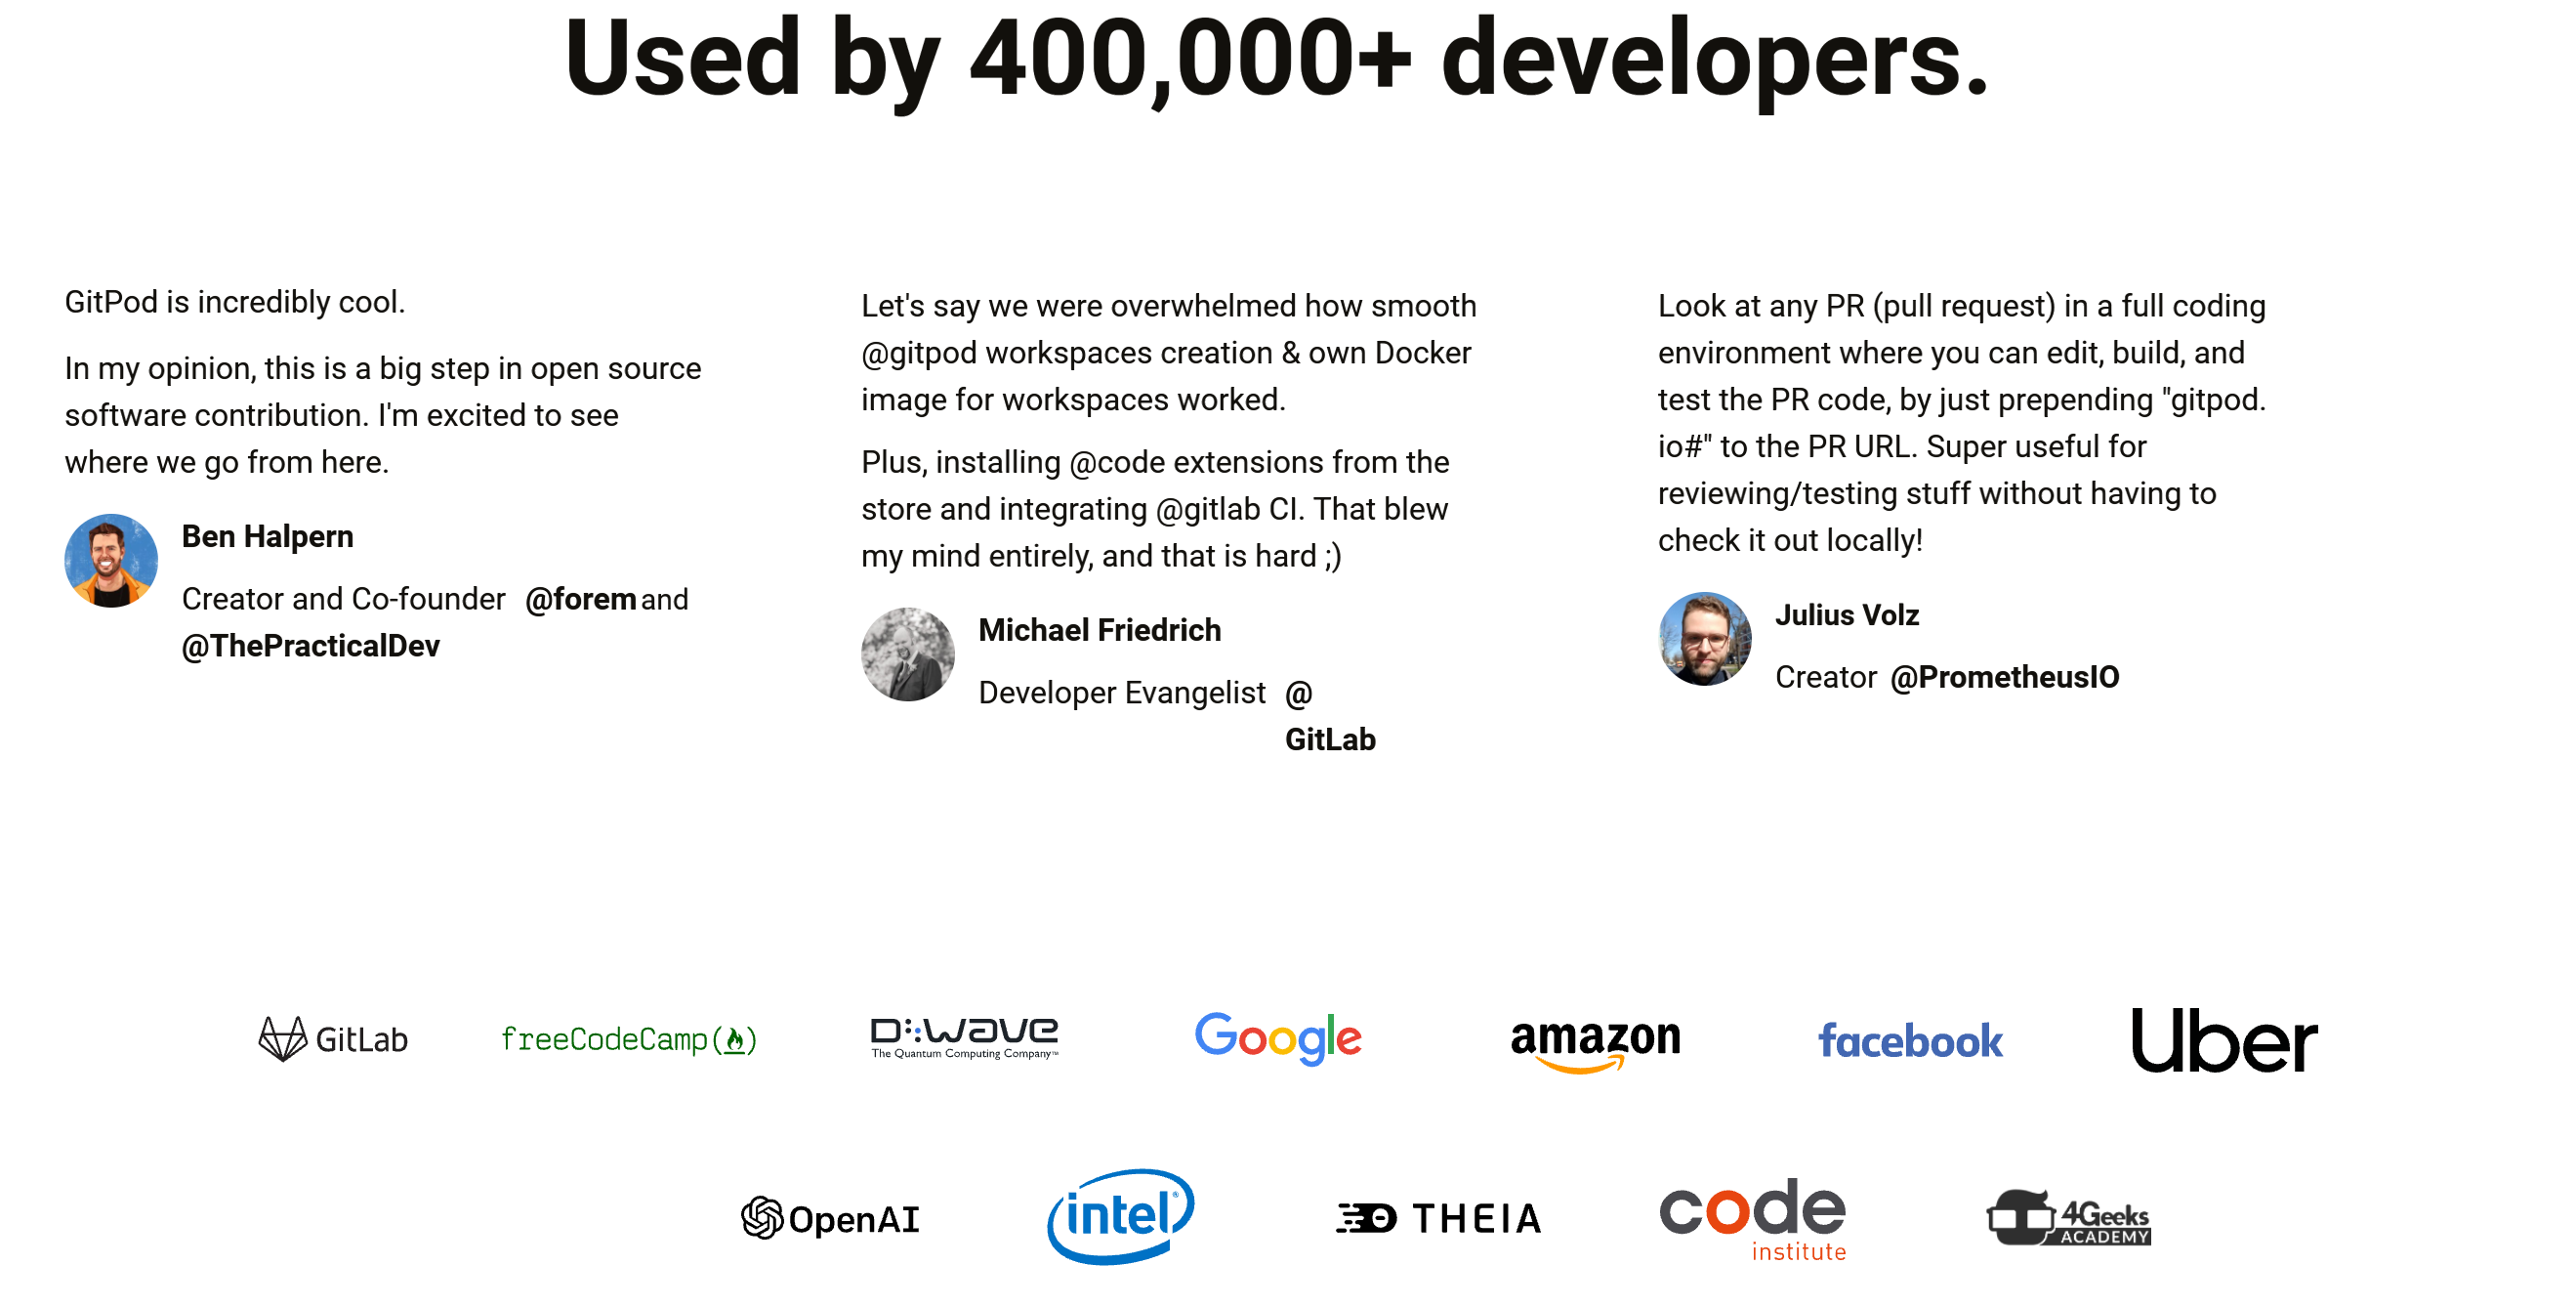 Used by 400,000+ developers.
GitPod is incredibly cool.
In my opinion, this is a big step in open source
software contribution. I'm excited to see
where we go from here.
Ben Halpern
Creator and Co-founder @forem and
@ThePracticalDev
Let's say we were overwhelmed how smooth
@gitpod workspaces creation & own Docker
image for workspaces worked.
Plus, installing @code extensions from the
store and integrating @gitlab CI. That blew
my mind entirely, and that is hard ;)
Michael Friedrich
Developer Evangelist @
GitLab
Look at any PR (pull request) in a full coding
environment where you can edit, build, and
test the PR code, by just prepending "gitpod.
io#" to the PR URL. Super useful for
reviewing/testing stuff without having to
check it out locally!
Julius Volz
Creator @PrometheusIO
GitLab
freeCodeCamp(🔥)
D:wave
The Quantum Computing Company™
Google
amazon
facebook
Uber
OpenAI
intel®
THEIA
code
institute
4Geeks
ACADEMY